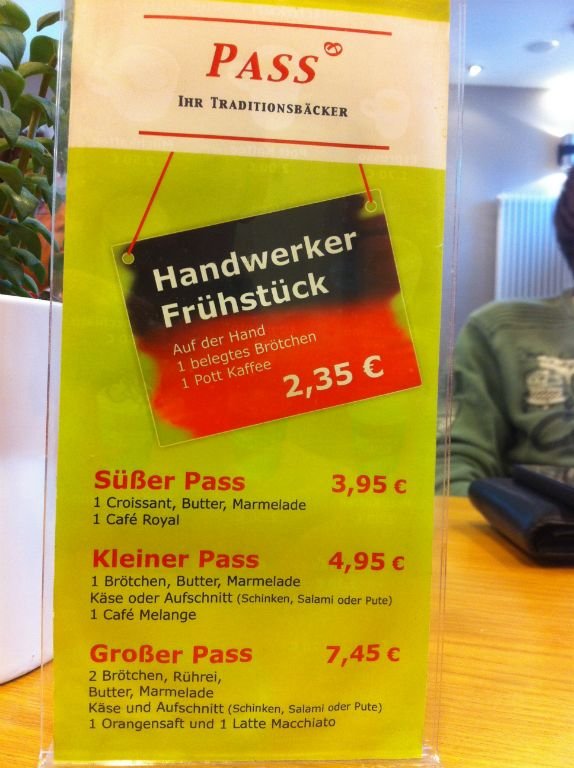 PASS
IHR TRADITIONSBÄCKER
Handwerker
Frühstück
Auf der Hand
1 belegtes Brötchen
1 Pott Kaffee
2,35 €
Süßer Pass 3,95 €
1 Croissant, Butter, Marmelade
1 Café Royal
Kleiner Pass 4,95 €
1 Brötchen, Butter, Marmelade
Käse oder Aufschnitt (Schinken, Salami oder Pute)
1 Café Melange
Großer Pass 7,45 €
2 Brötchen, Rührei,
Butter, Marmelade
Käse und Aufschnitt (Schinken, Salami oder Pute)
1 Orangensaft und 1 Latte Macchiato